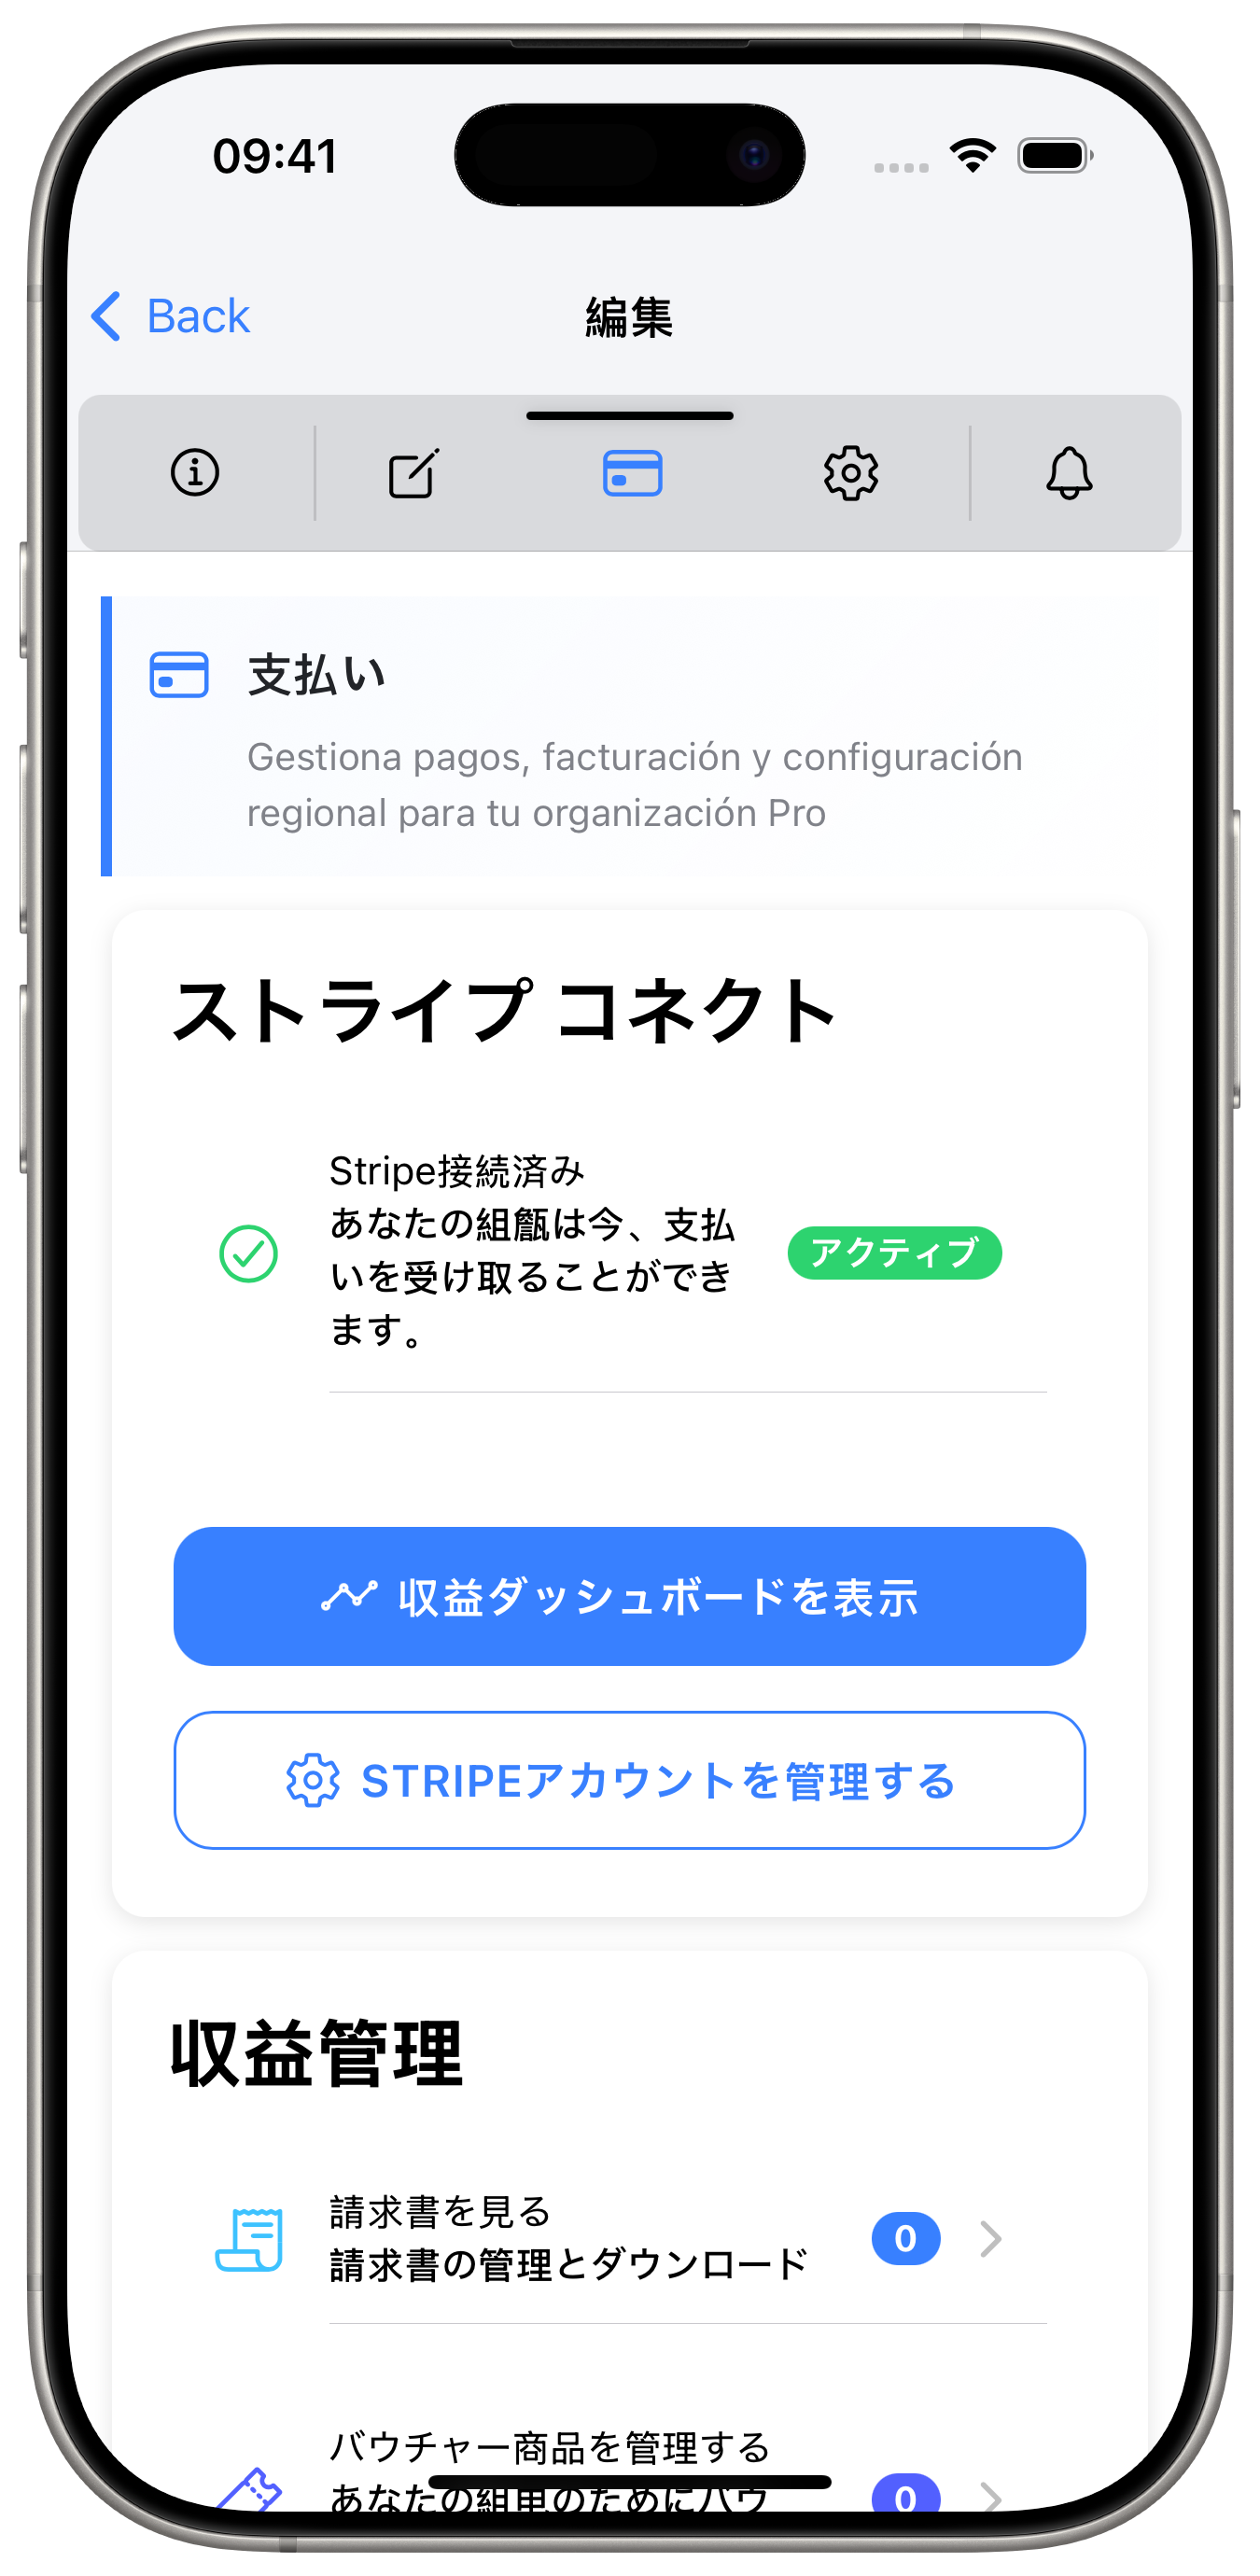 09:41
Back
編集
支払い
Gestiona pagos, facturación y configuración
regional para tu organización Pro
ストライプ コネクト
Stripe接続済み
あなたの組甑は今、支払
いを受け取ることができ
ます。
アクティブ
収益ダッシュボードを表示
STRIPEアカウントを管理する
収益管理
請求書を見る
請求書の管理とダウンロード
0
バウチャー商品を管理する
あなたの組
のためにバウ
0